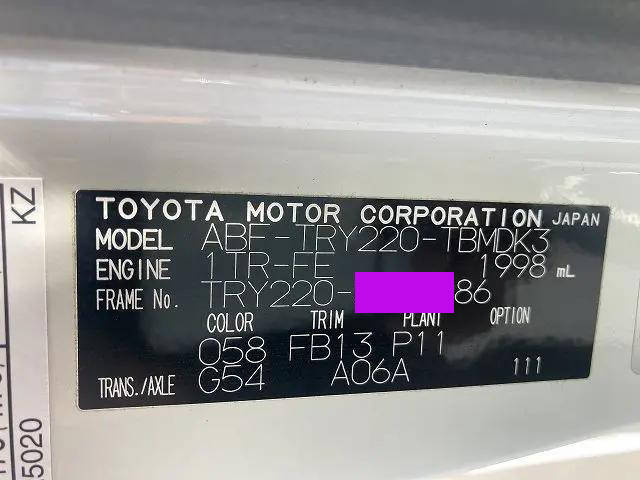 TOYOTA MOTOR CORPORATION JAPAN
MODEL ABF-TRY220-TBMDK3
ENGINE 1TR-FE 1998 mL
FRAME No. TRY220- 86
COLOR TRIM PLANT OPTION
058 FB13 P11
TRANS./AXLE G54 A06A 111
KZ
5020